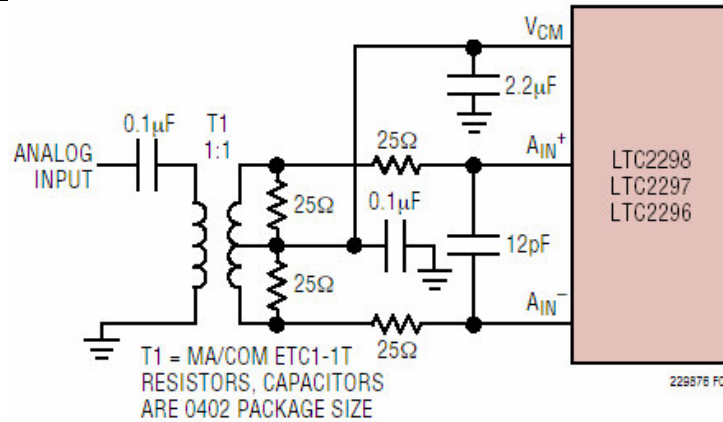 VCM
2.2µF
0.1µF
T1
1:1
25Ω
AIN+
ANALOG
INPUT
LTC2298
LTC2297
LTC2296
25Ω
0.1µF
12pF
25Ω
AIN−
25Ω
T1 = MA/COM ETC1-1T
RESISTORS, CAPACITORS
ARE 0402 PACKAGE SIZE
229876